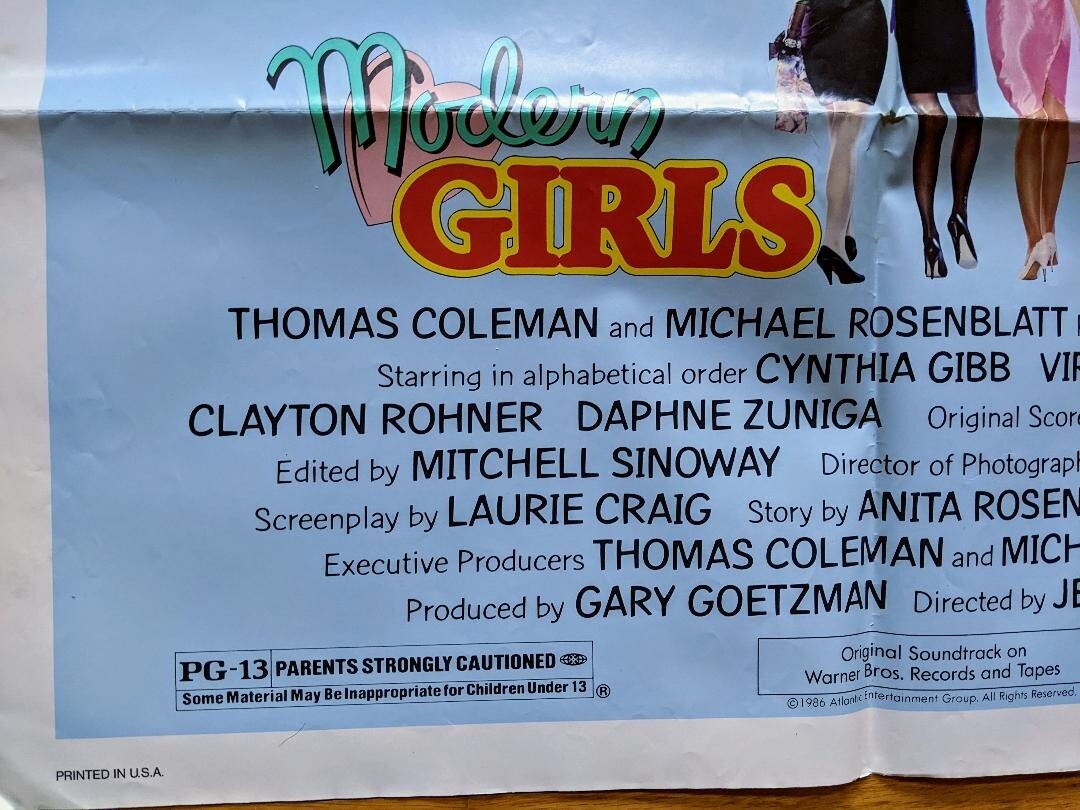 Modern
GIRLS
THOMAS COLEMAN and MICHAEL ROSENBLATT
Starring in alphabetical order CYNTHIA GIBB VIR
CLAYTON ROHNER DAPHNE ZUNIGA Original Score
Edited by MITCHELL SINOWAY Director of Photograph
Screenplay by LAURIE CRAIG Story by ANITA ROSEN
Executive Producers THOMAS COLEMAN and MICH
Produced by GARY GOETZMAN Directed by JE
PG-13 PARENTS STRONGLY CAUTIONED
Some Material May Be Inappropriate for Children Under 13 ®
Original Soundtrack on
Warner Bros. Records and Tapes
©1986 Atlantic Entertainment Group. All Rights Reserved.
PRINTED IN U.S.A.